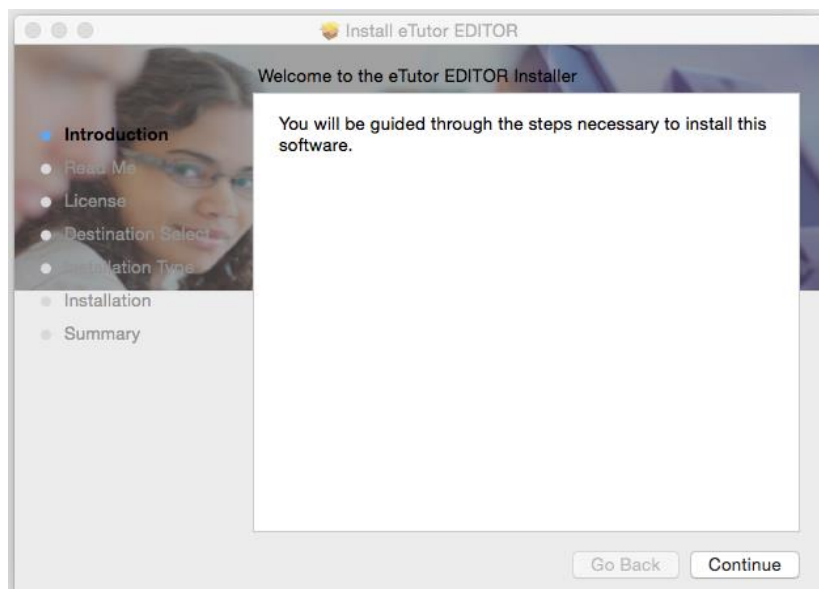 Install eTutor EDITOR
Welcome to the eTutor EDITOR Installer
Introduction
Read Me
License
Destination Select
Installation Type
Installation
Summary
You will be guided through the steps necessary to install this
software.
Go Back
Continue